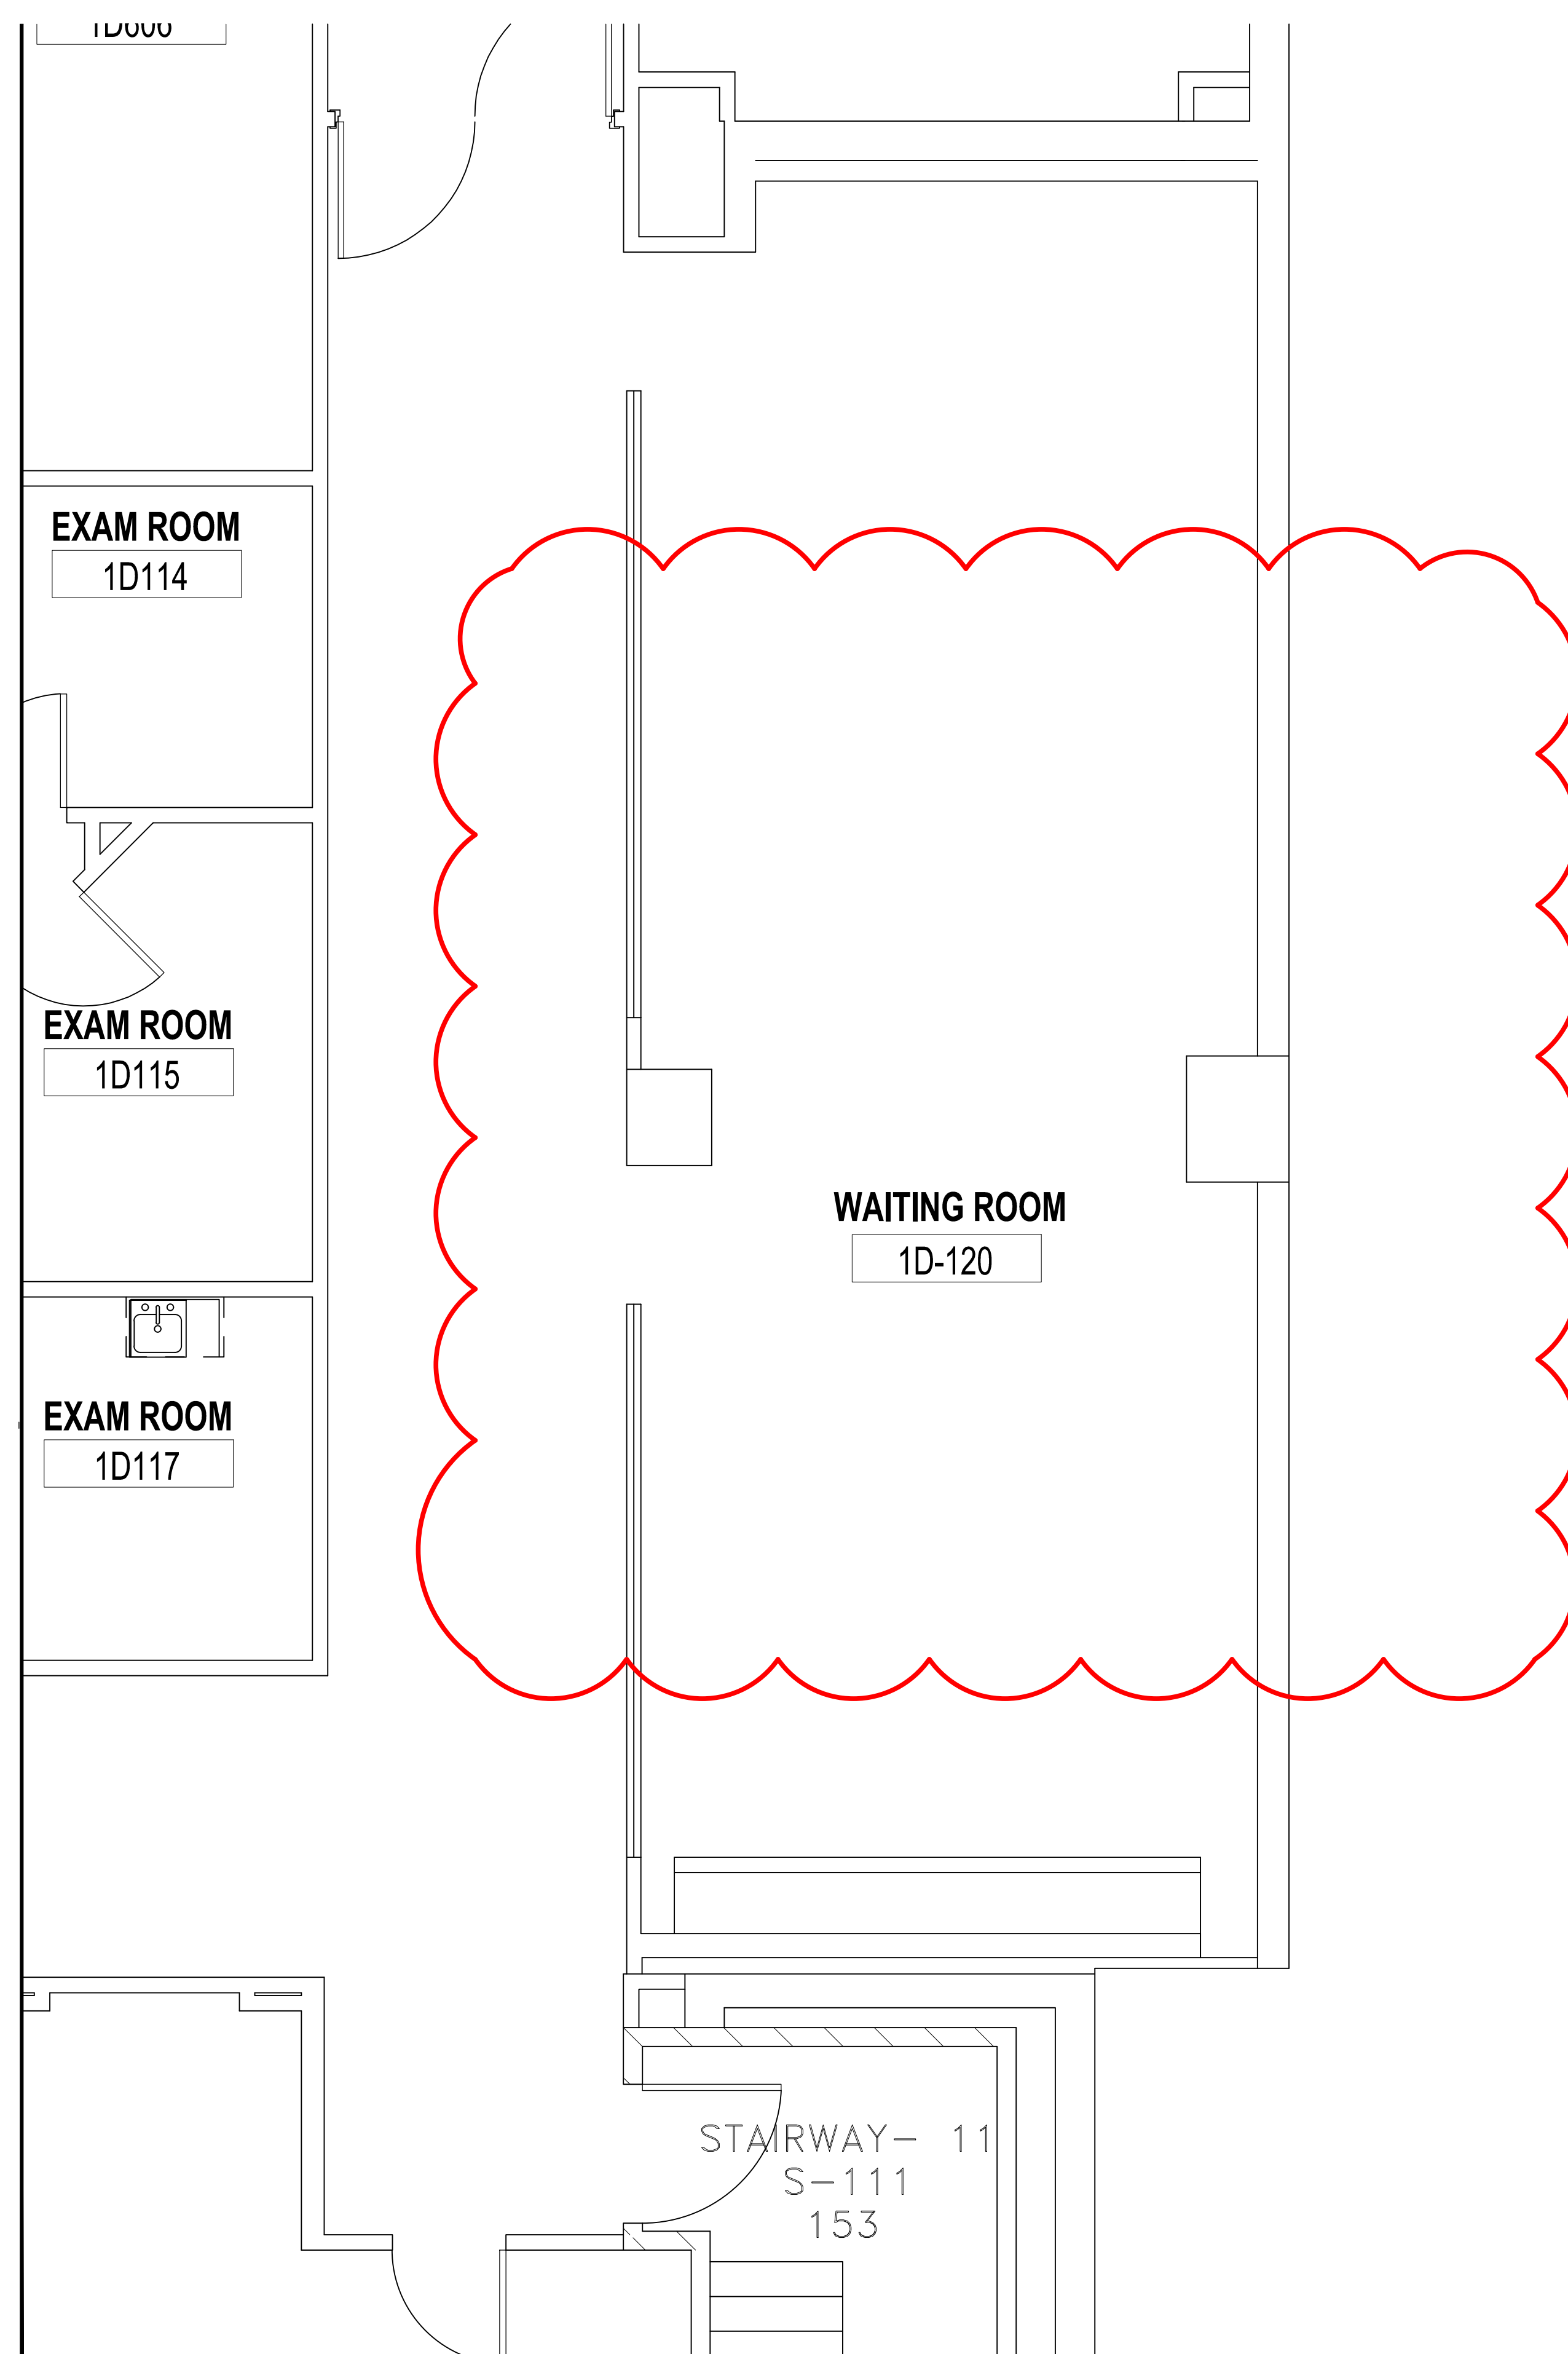 EXAM ROOM
1D114
EXAM ROOM
1D115
WAITING ROOM
1D-120
EXAM ROOM
1D117
STAIRWAY- 11
S-111
153